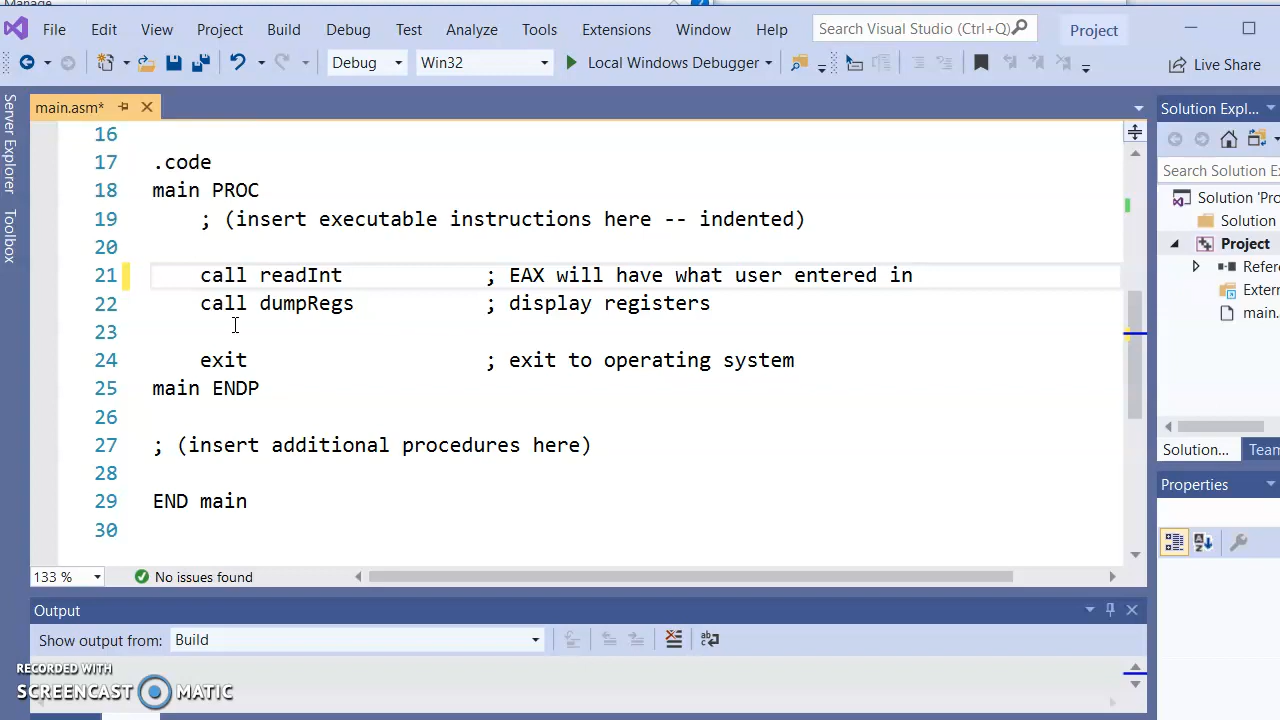 Manage
File Edit View Project Build Debug Test Analyze Tools Extensions Window Help Search Visual Studio (Ctrl+Q) Project
Debug Win32 Local Windows Debugger Live Share
Server Explorer
Toolbox
main.asm*
16
17 .code
18 main PROC
19 ; (insert executable instructions here -- indented)
20
21 call readInt ; EAX will have what user entered in
22 call dumpRegs ; display registers
23
24 exit ; exit to operating system
25 main ENDP
26
27 ; (insert additional procedures here)
28
29 END main
30
133 % No issues found
Solution Expl...
Search Solution E
Solution 'Pro
Solution
Project
Refere
Extern
main.
Solution... Team
Properties
Output
Show output from: Build
RECORDED WITH
SCREENCAST MATIC